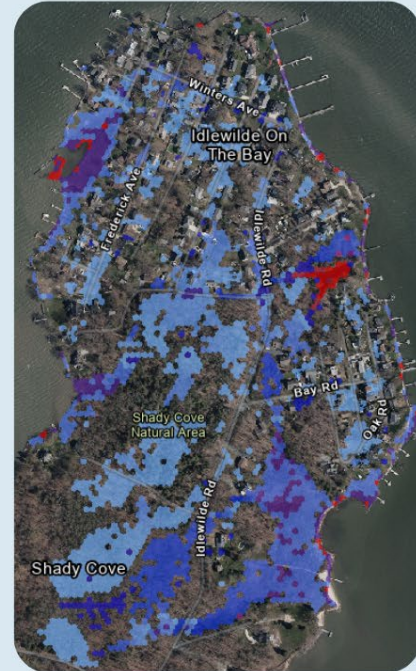 Winters Ave
Idlewilde On
The Bay
Frederick Ave
Idlewilde Rd
Bay Rd
Oak Rd
Shady Cove
Natural Area
Idlewilde Rd
Shady Cove